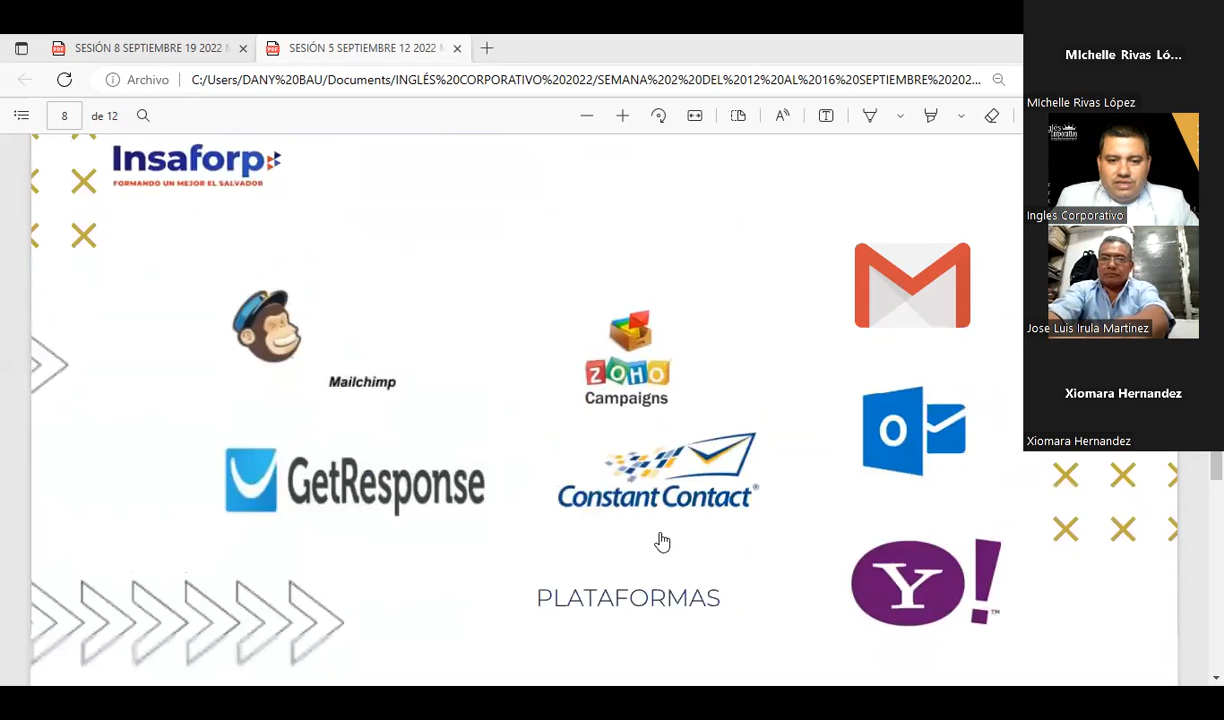 SESIÓN 8 SEPTIEMBRE 19 2022 M
SESIÓN 5 SEPTIEMBRE 12 2022 M
Archivo
C:/Users/DANY%20BAU/Documents/INGLÉS%20CORPORATIVO%202022/SEMANA%202%20DEL%2012%20AL%2016%20SEPTIEMBRE%20202...
8
de 12
Insaforp
FORMANDO UN MEJOR EL SALVADOR
Mailchimp
ZOHO
Campaigns
GetResponse
Constant Contact®
PLATAFORMAS
O
Y!™
MIchelle Rivas Ló...
MIchelle Rivas López
Ingles Corporativo
Jose Luis Irula Martinez
Xiomara Hernandez
Xiomara Hernandez